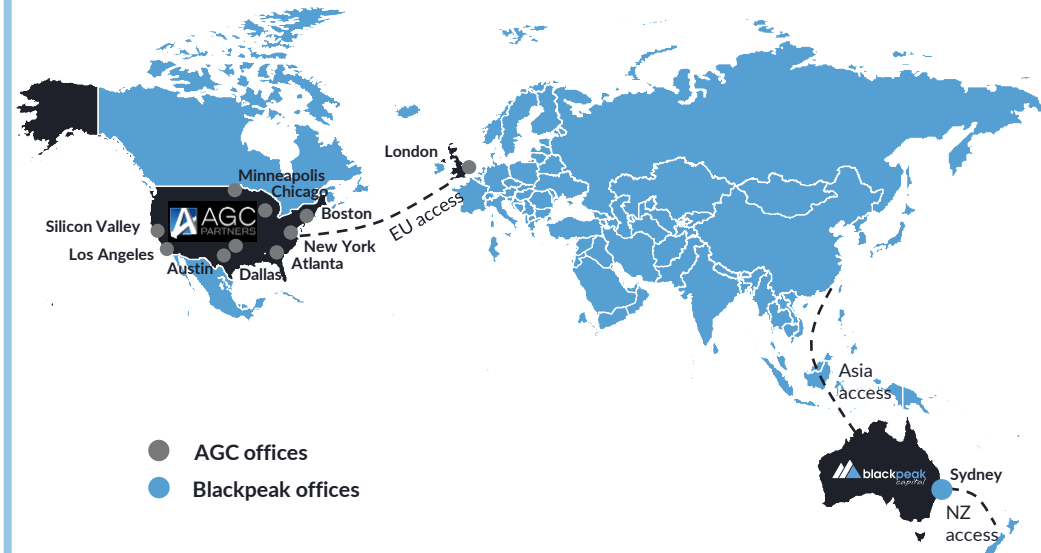 London
Minneapolis
Chicago
AGC
PARTNERS
Boston
Silicon Valley
EU access
New York
Los Angeles
Atlanta
Austin
Dallas
Asia
access
AGC offices
blackpeak
capital
Sydney
Blackpeak offices
NZ
access